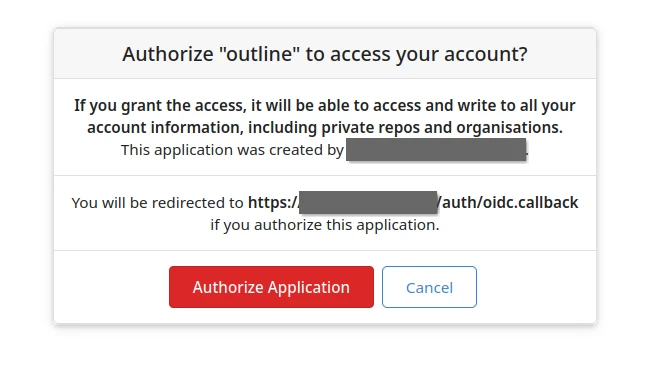 Authorize "outline" to access your account?
If you grant the access, it will be able to access and write to all your
account information, including private repos and organisations.
This application was created by .
You will be redirected to https:/ /auth/oidc.callback
if you authorize this application.
Authorize Application
Cancel